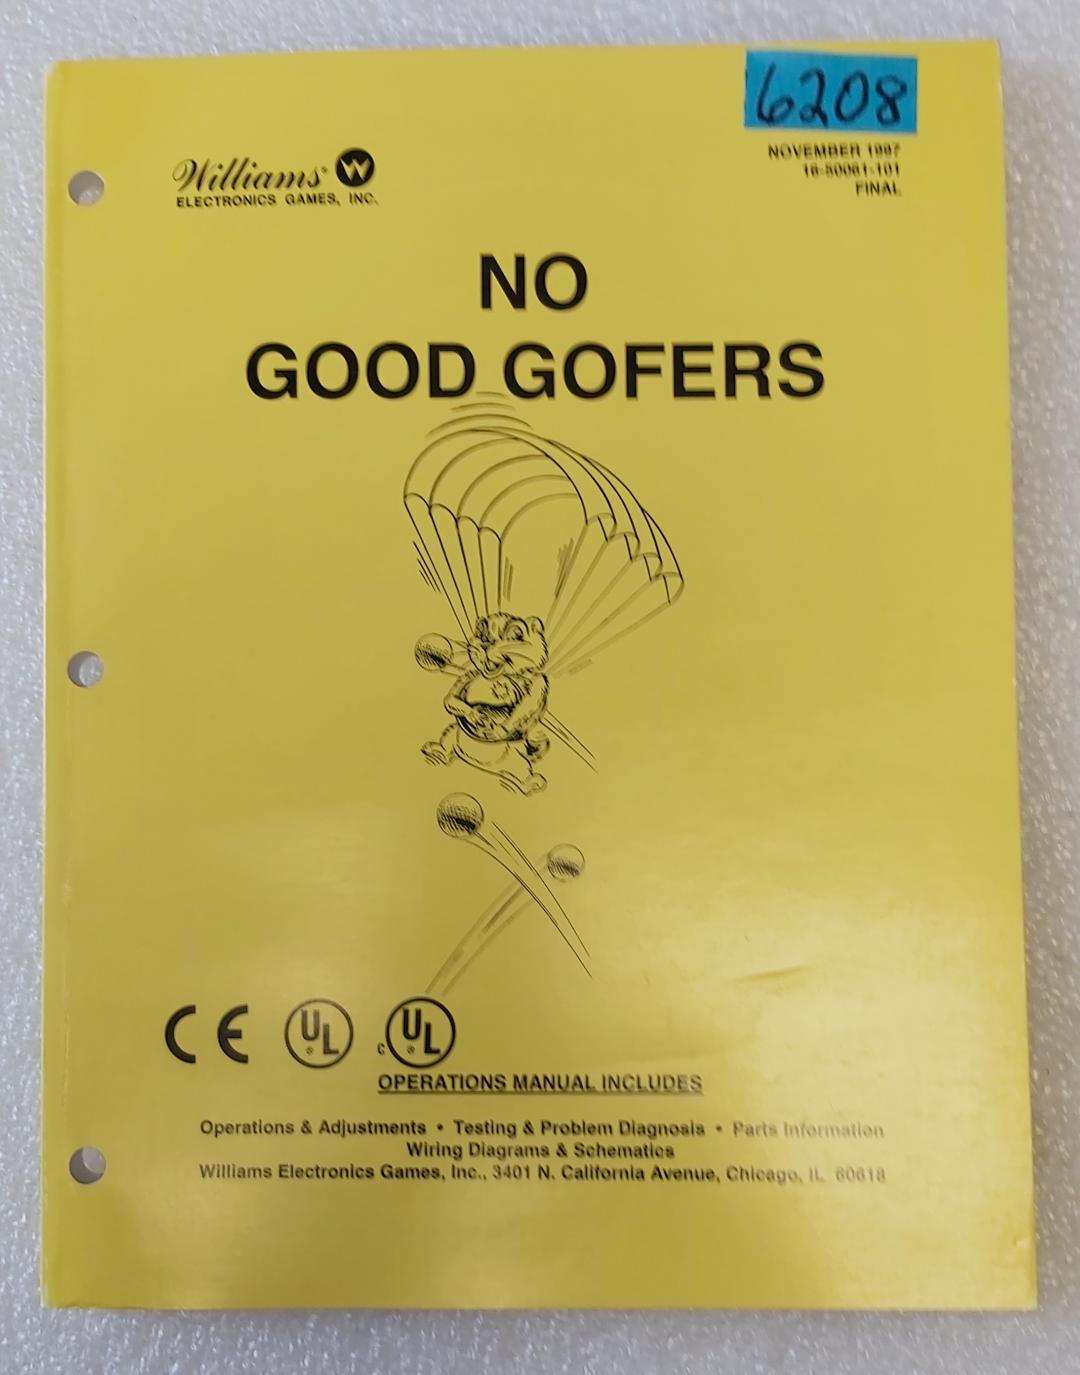 6208
NOVEMBER 1997
16-50061-101
FINAL
Williams® W
ELECTRONICS GAMES, INC.
NO
GOOD GOFERS
CE UL® c UL®
OPERATIONS MANUAL INCLUDES
Operations & Adjustments • Testing & Problem Diagnosis • Parts Information
Wiring Diagrams & Schematics
Williams Electronics Games, Inc., 3401 N. California Avenue, Chicago, IL 60618